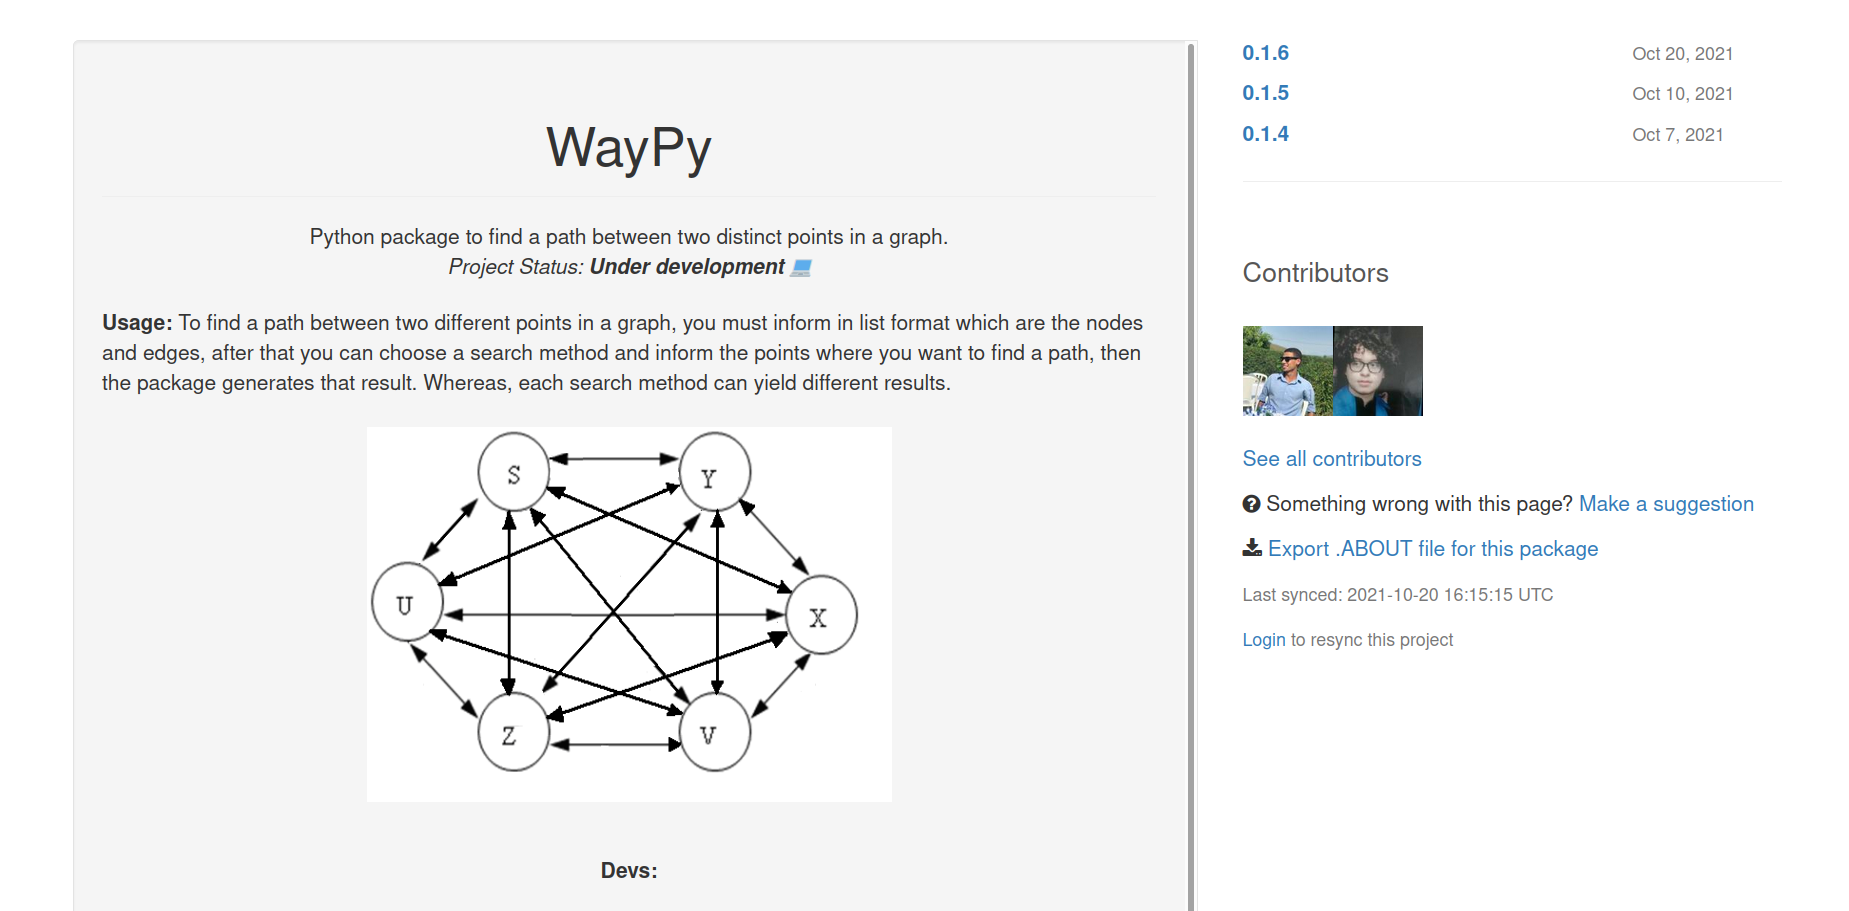 WayPy
Python package to find a path between two distinct points in a graph.
Project Status: Under development
Usage: To find a path between two different points in a graph, you must inform in list format which are the nodes
and edges, after that you can choose a search method and inform the points where you want to find a path, then
the package generates that result. Whereas, each search method can yield different results.
S
Y
U
X
Z
V
Devs:
0.1.6 Oct 20, 2021
0.1.5 Oct 10, 2021
0.1.4 Oct 7, 2021
Contributors
See all contributors
Something wrong with this page? Make a suggestion
Export .ABOUT file for this package
Last synced: 2021-10-20 16:15:15 UTC
Login to resync this project